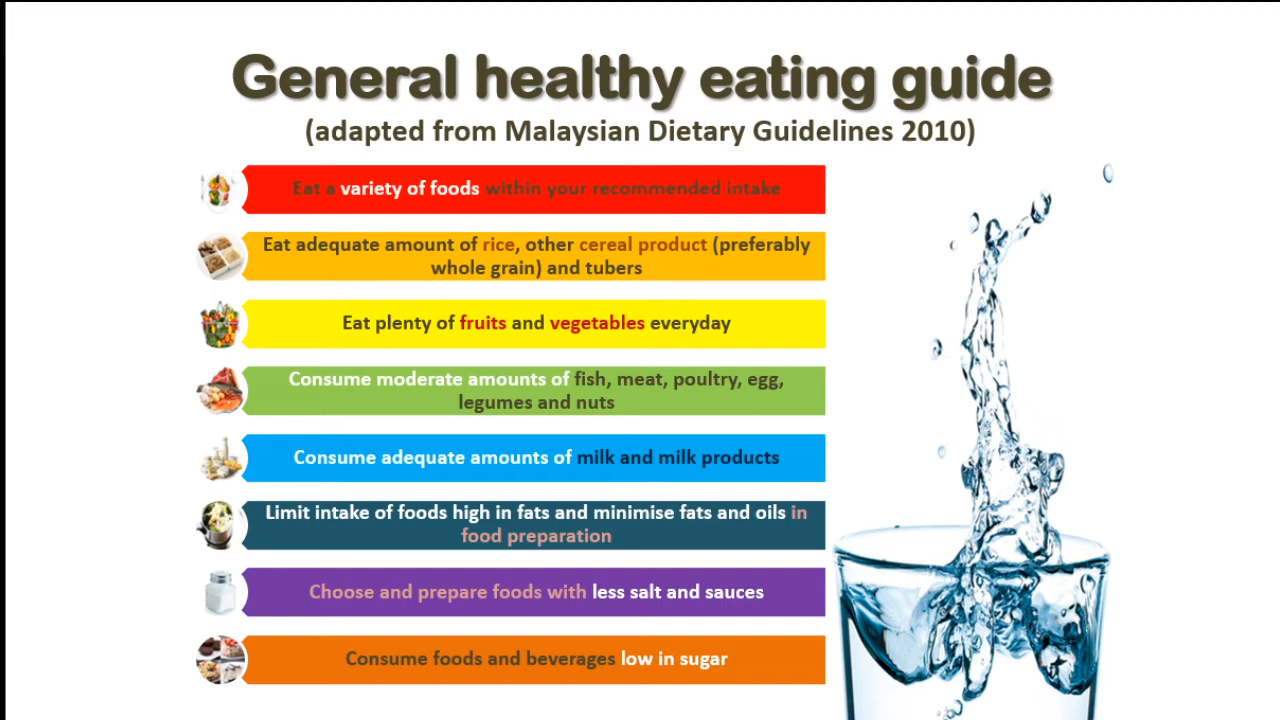 General healthy eating guide
(adapted from Malaysian Dietary Guidelines 2010)
Eat a variety of foods within your recommended intake
Eat adequate amount of rice, other cereal product (preferably
whole grain) and tubers
Eat plenty of fruits and vegetables everyday
Consume moderate amounts of fish, meat, poultry, egg,
legumes and nuts
Consume adequate amounts of milk and milk products
Limit intake of foods high in fats and minimise fats and oils in
food preparation
Choose and prepare foods with less salt and sauces
Consume foods and beverages low in sugar